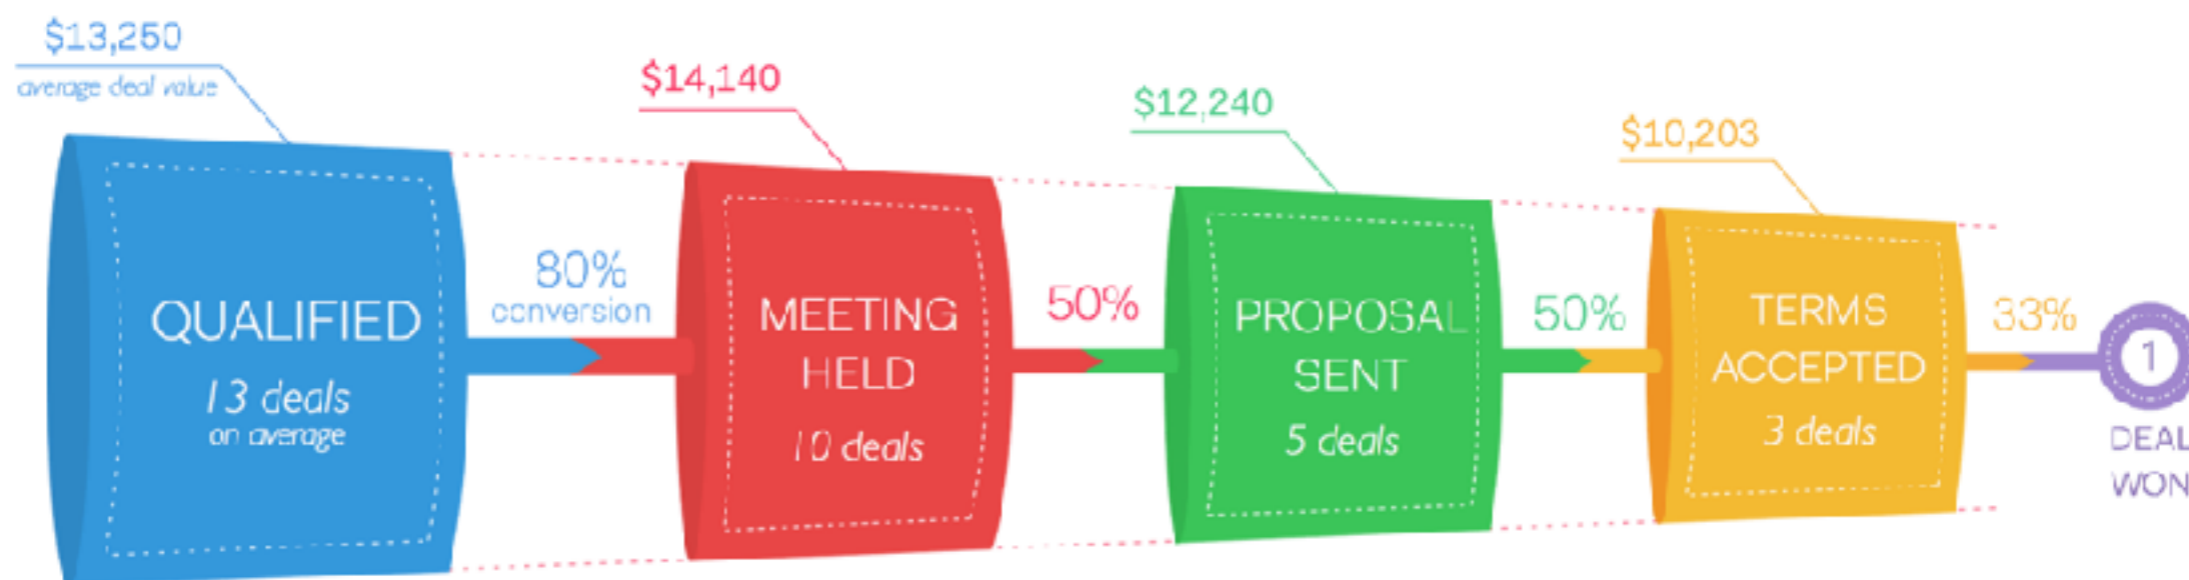 $13,250
average deal value
$14,140
$12,240
$10,203
QUALIFIED
13 deals
on average
80%
conversion
MEETING
HELD
10 deals
50%
PROPOSAL
SENT
5 deals
50%
TERMS
ACCEPTED
3 deals
33%
1
DEAL
WON